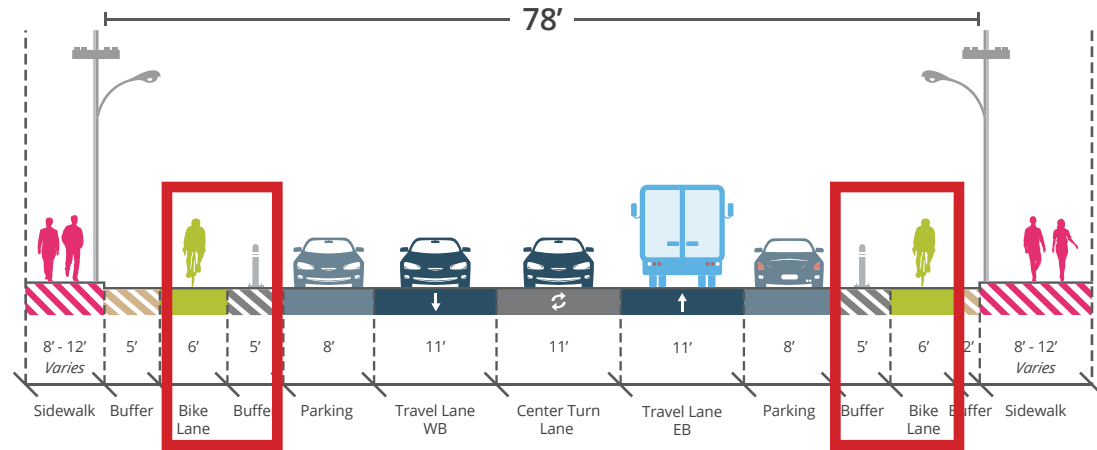 78’
8’ - 12’ 5’ 6’ 5’ 8’ 11’ 11’ 11’ 8’ 5’ 6’ 2’ 8’ - 12’
Varies Varies
Sidewalk Buffer Bike Buffer Parking Travel Lane Center Turn Travel Lane Parking Buffer Bike Buffer Sidewalk
Lane WB Lane EB Lane